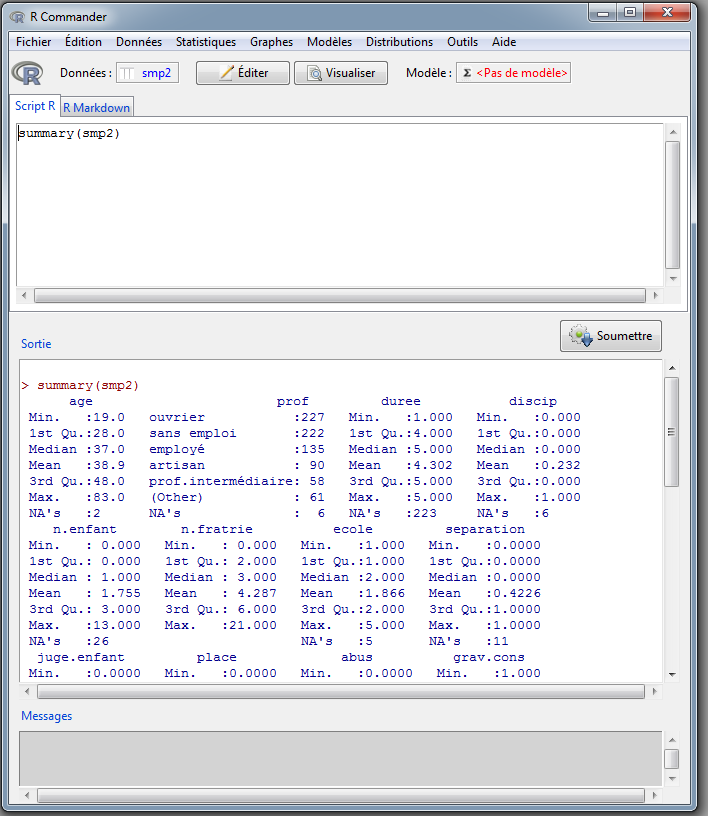 R Commander
Fichier Édition Données Statistiques Graphes Modèles Distributions Outils Aide
R Données : smp2 Éditer Visualiser Modèle : Σ <Pas de modèle>
Script R R Markdown
summary(smp2)
Soumettre
Sortie
> summary(smp2)
      age                       prof         duree           discip
 Min.   :19.0   ouvrier           :227   Min.   :1.000   Min.   :0.000
 1st Qu.:28.0   sans emploi       :222   1st Qu.:4.000   1st Qu.:0.000
 Median :37.0   employé           :135   Median :5.000   Median :0.000
 Mean   :38.9   artisan           : 90   Mean   :4.302   Mean   :0.232
 3rd Qu.:48.0   prof.intermédiaire: 58   3rd Qu.:5.000   3rd Qu.:0.000
 Max.   :83.0   (Other)           : 61   Max.   :5.000   Max.   :1.000
 NA's   :2      NA's              :  6   NA's   :223     NA's   :6
    n.enfant        n.fratrie          ecole         separation
 Min.   : 0.000   Min.   : 0.000   Min.   :1.000   Min.   :0.0000
 1st Qu.: 0.000   1st Qu.: 2.000   1st Qu.:1.000   1st Qu.:0.0000
 Median : 1.000   Median : 3.000   Median :2.000   Median :0.0000
 Mean   : 1.755   Mean   : 4.287   Mean   :1.866   Mean   :0.4226
 3rd Qu.: 3.000   3rd Qu.: 6.000   3rd Qu.:2.000   3rd Qu.:1.0000
 Max.   :13.000   Max.   :21.000   Max.   :5.000   Max.   :1.0000
 NA's   :26                        NA's   :5       NA's   :11
  juge.enfant         place             abus          grav.cons
 Min.   :0.0000   Min.   :0.0000   Min.   :0.0000   Min.   :1.000
Messages